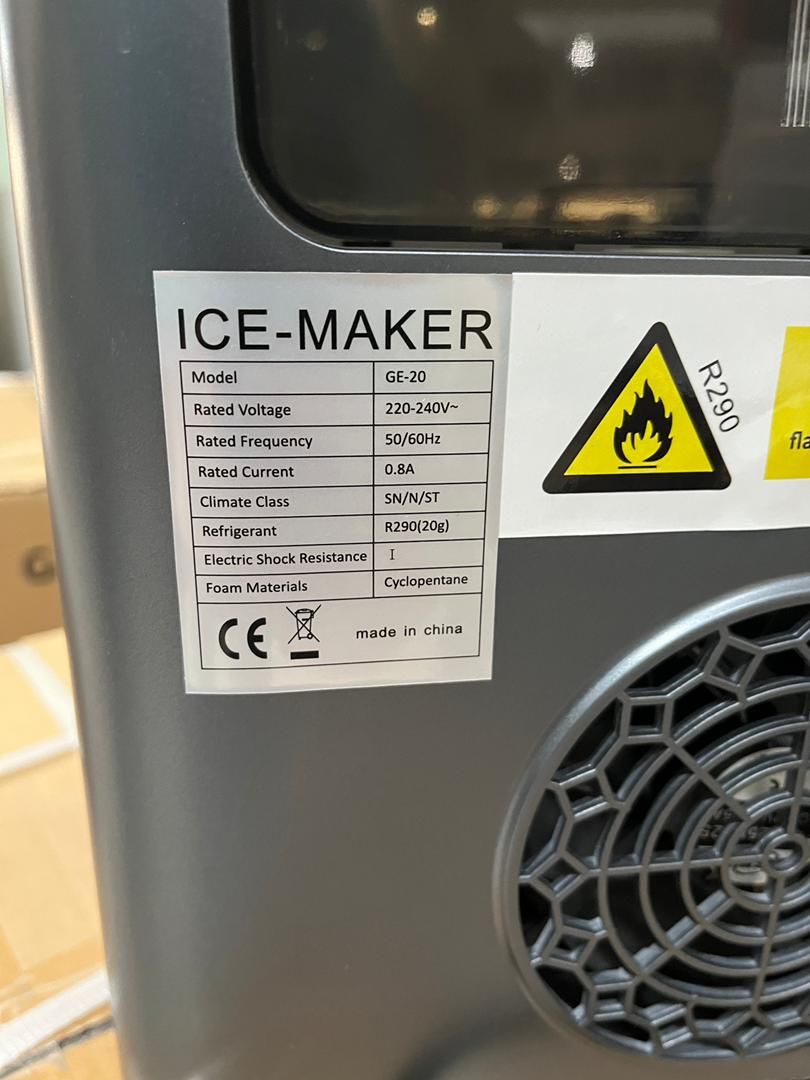 ICE-MAKER
Model GE-20
Rated Voltage 220-240V~
Rated Frequency 50/60Hz
Rated Current 0.8A
Climate Class SN/N/ST
Refrigerant R290(20g)
Electric Shock Resistance I
Foam Materials Cyclopentane
CE made in china
R290